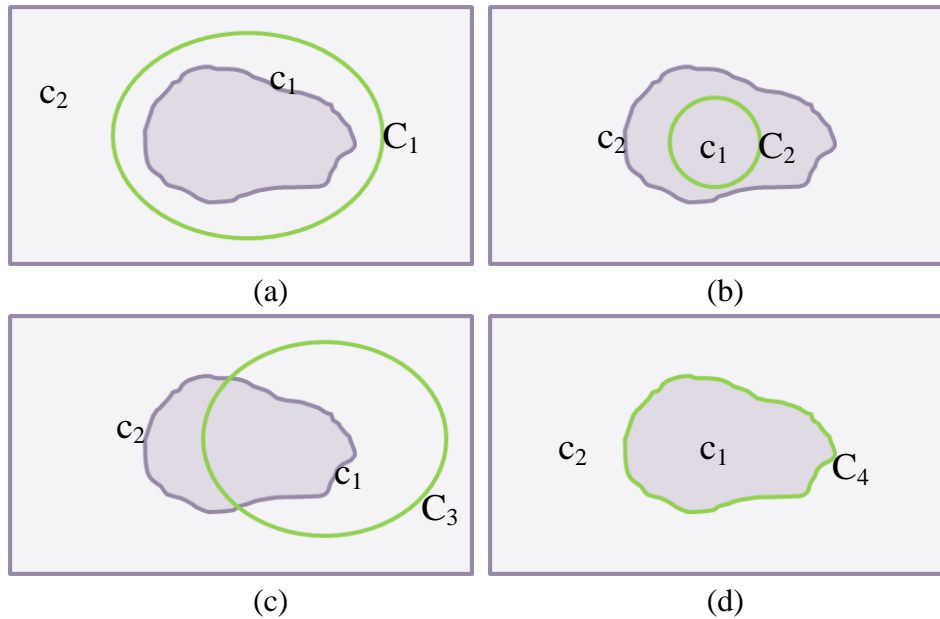 c₂ c₁ C₁
(a)
c₂ c₁ C₂
(b)
c₂ c₁ C₃
(c)
c₂ c₁ C₄
(d)